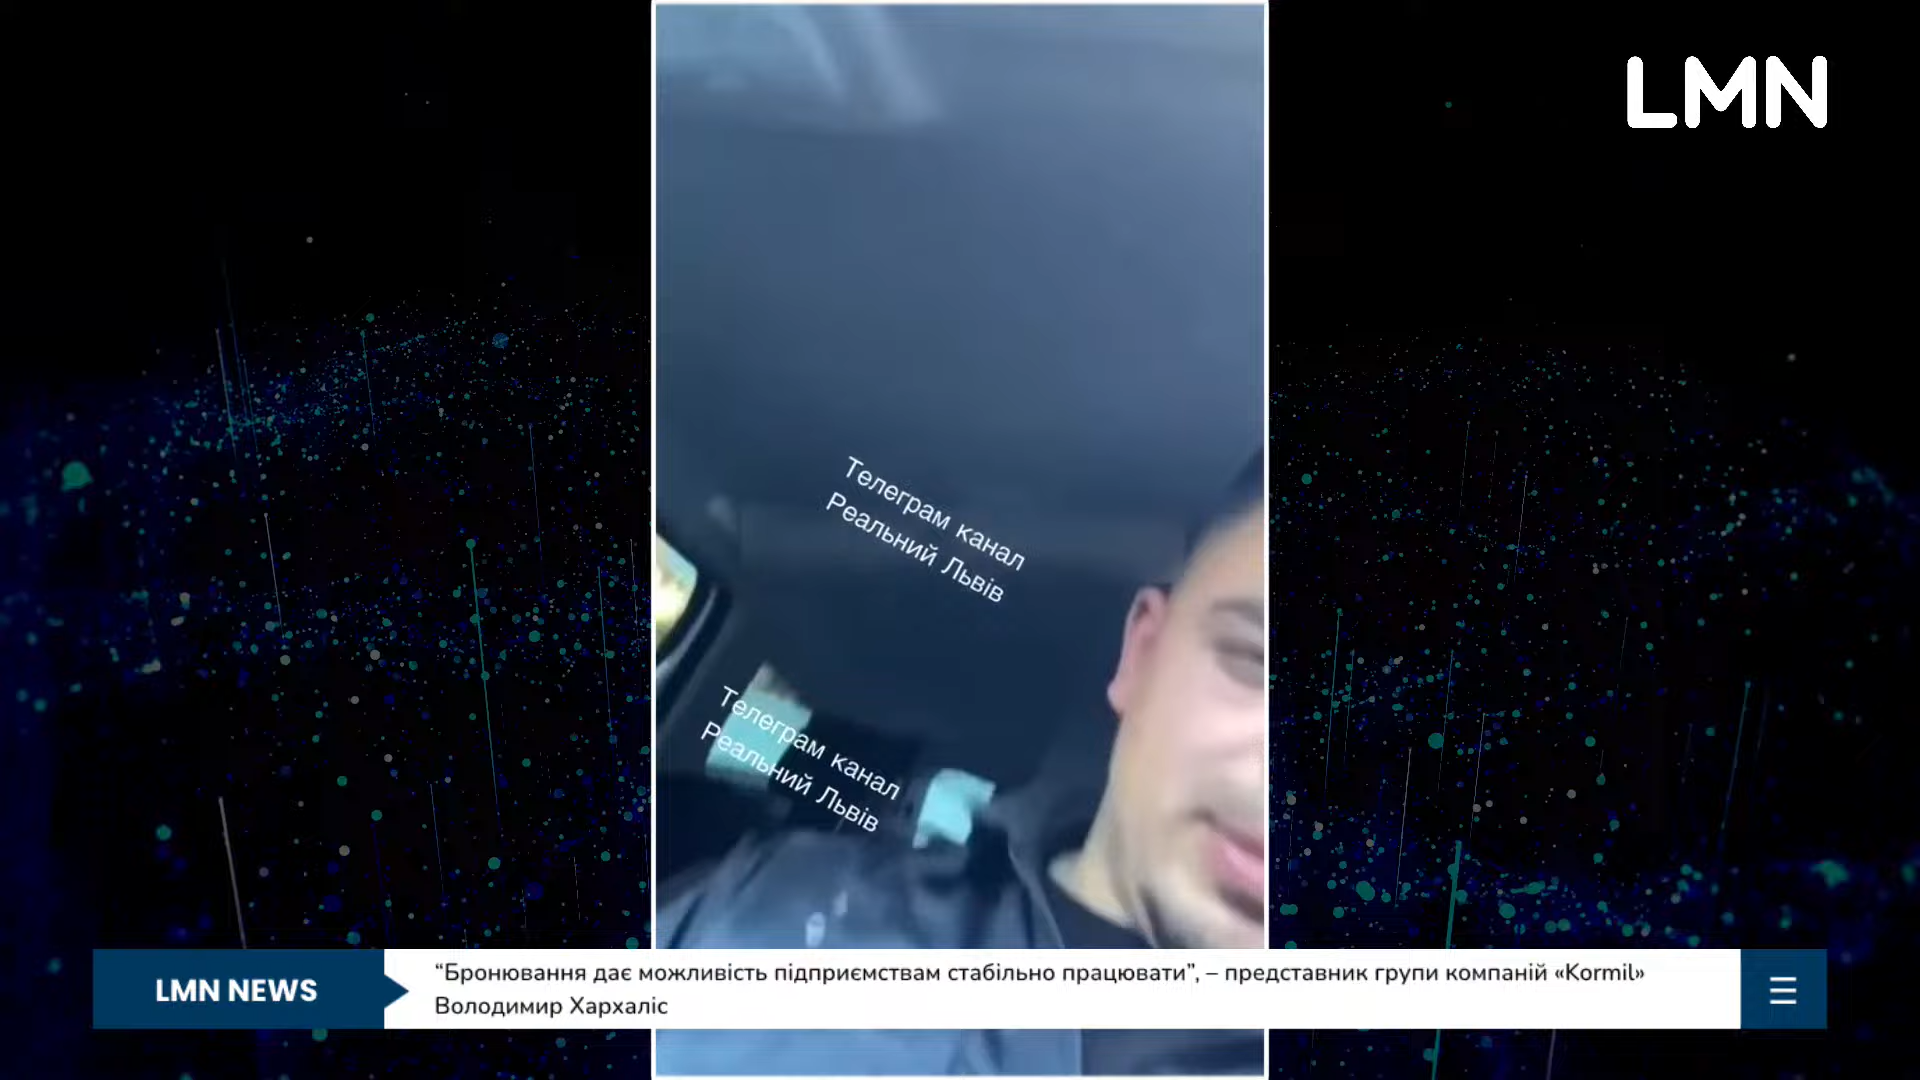 LMN
Телеграм канал
Реальний Львів
Телеграм канал
Реальний Львів
LMN NEWS
“Бронювання дає можливість підприємствам стабільно працювати”, – представник групи компаній «Kormil»
Володимир Хархаліс